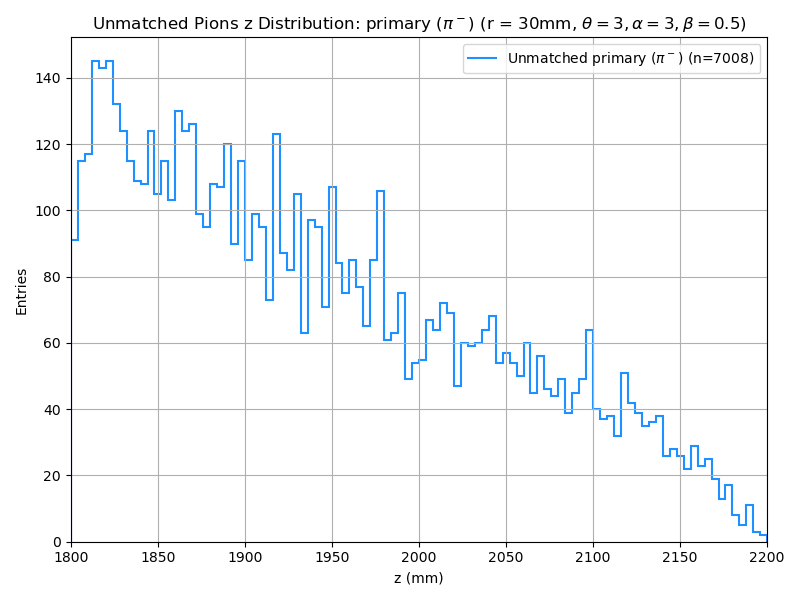 Unmatched Pions z Distribution: primary (π⁻) (r = 30mm, θ = 3, α = 3, β = 0.5)
Unmatched primary (π⁻) (n=7008)
Entries
140
120
100
80
60
40
20
0
1800 1850 1900 1950 2000 2050 2100 2150 2200
z (mm)